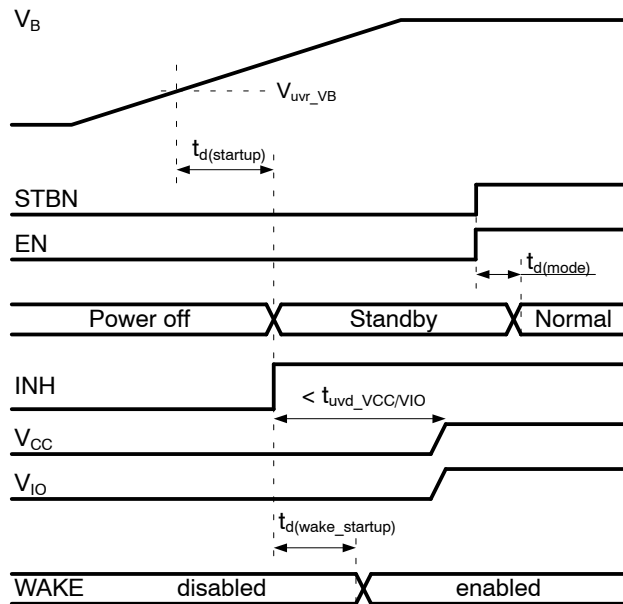 V_B
V_uvr_VB
t_d(startup)
STBN
EN
t_d(mode)
Power off Standby Normal
INH
< t_uvd_VCC/VIO
V_CC
V_IO
t_d(wake_startup)
WAKE disabled enabled